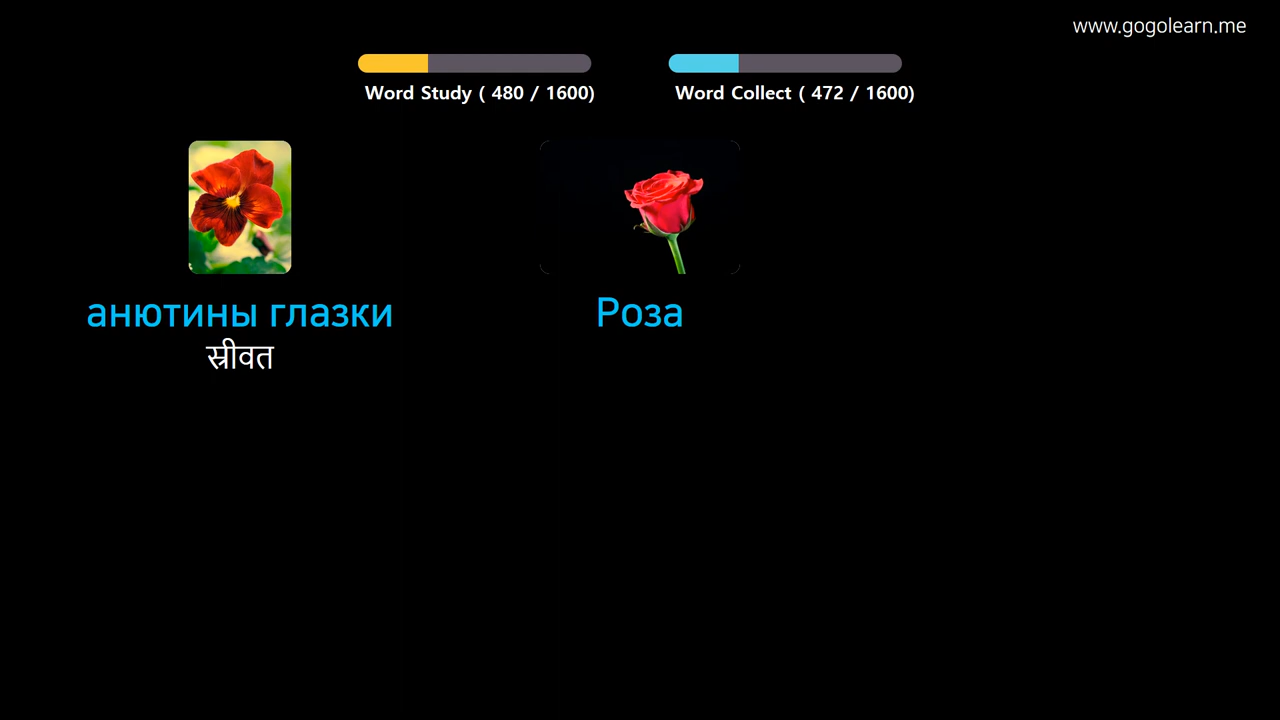 www.gogolearn.me
Word Study ( 480 / 1600)
Word Collect ( 472 / 1600)
анютины глазки
Роза
स्रीवत